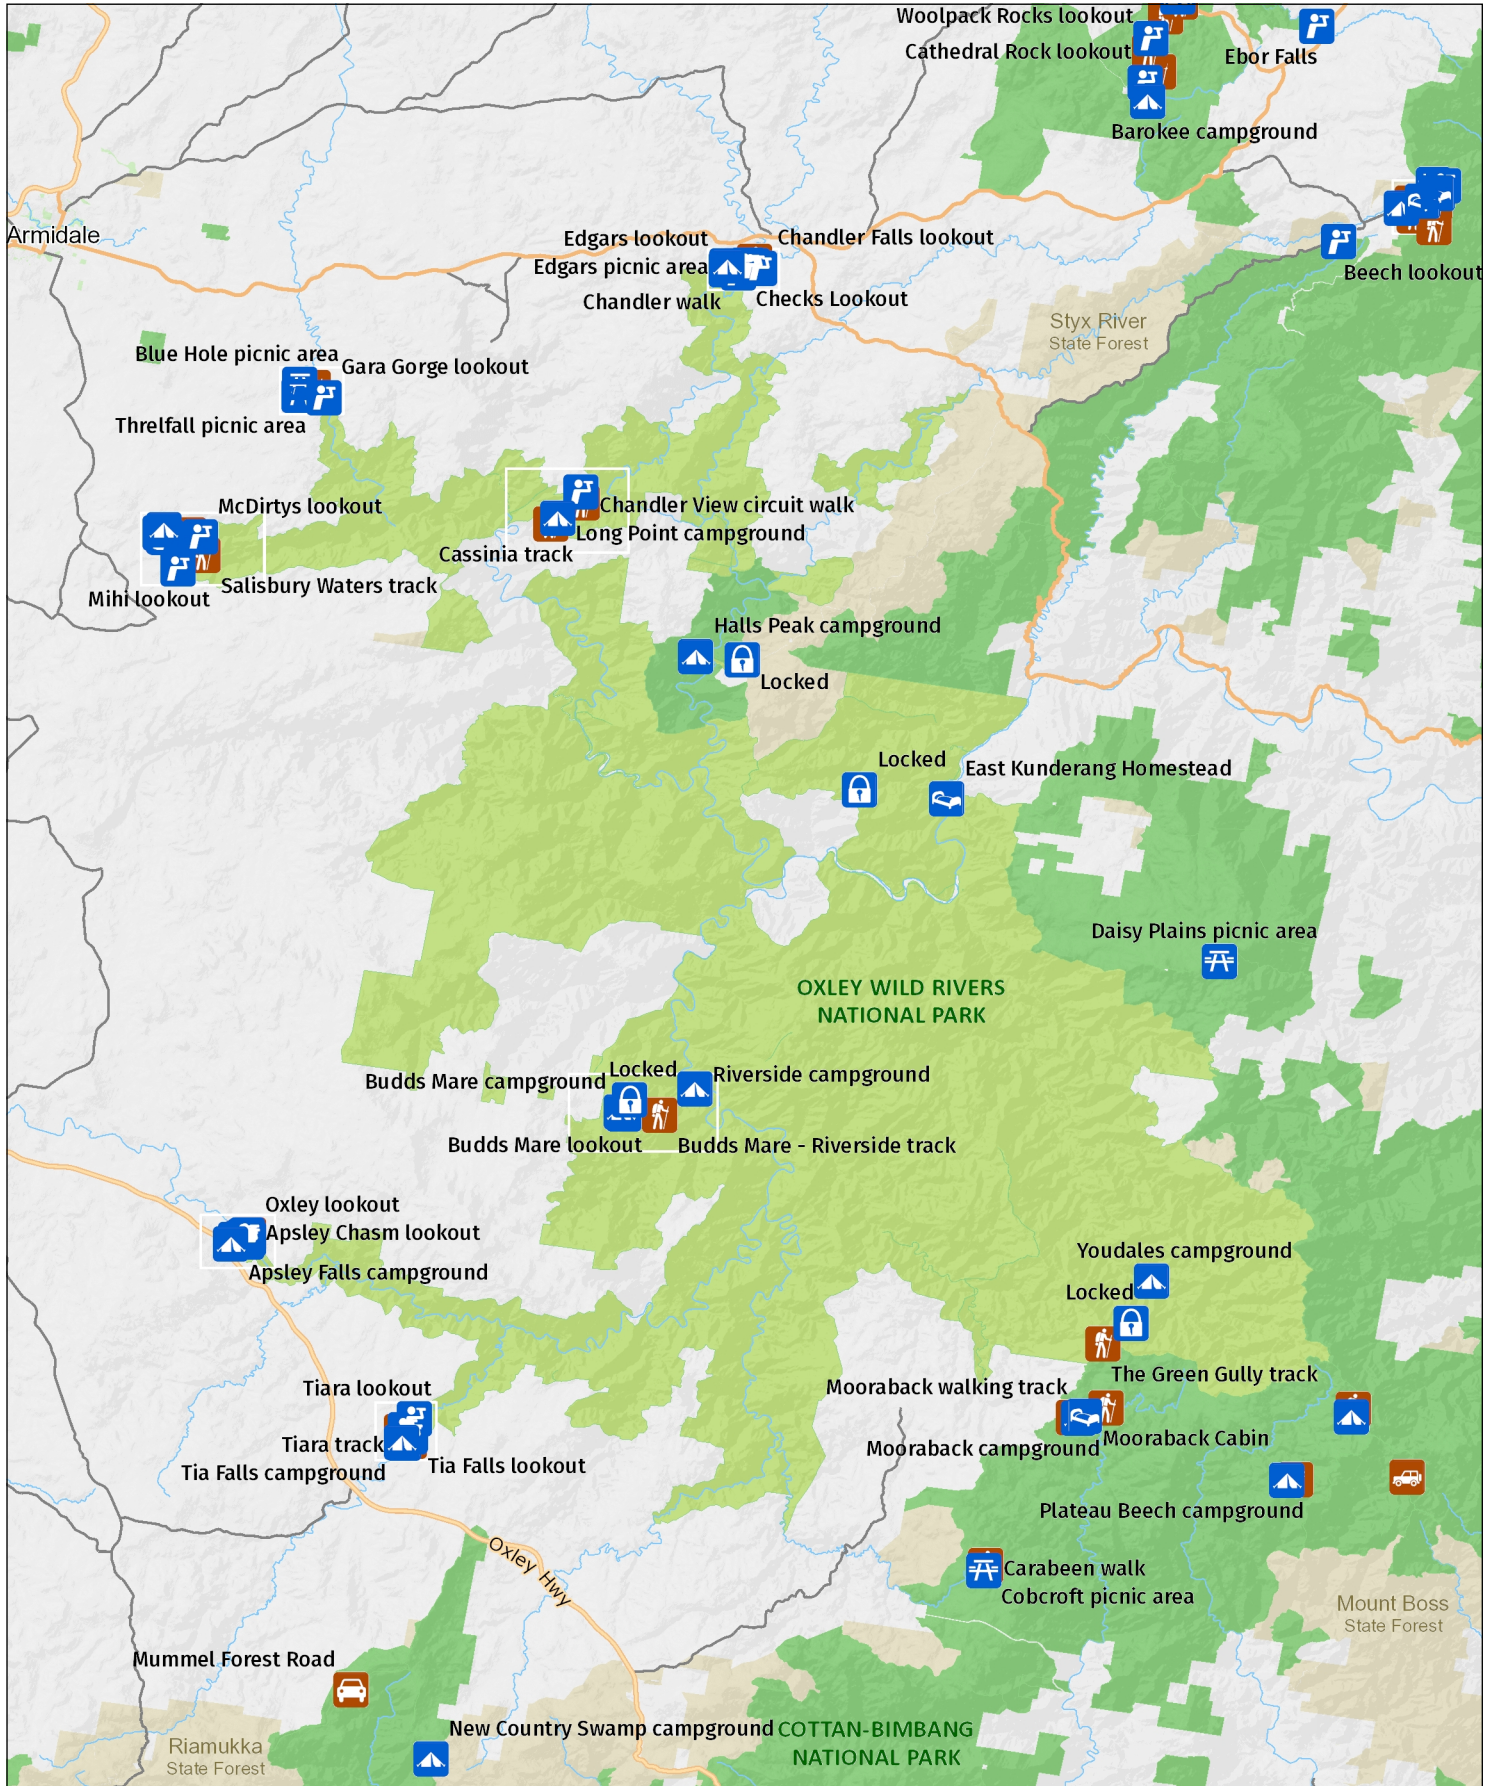 Woolpack Rocks lookout
Cathedral Rock lookout
Ebor Falls
Barokee campground
Armidale
Edgars lookout
Chandler Falls lookout
Edgars picnic area
Chandler walk
Checks Lookout
Beech lookout
Styx River
State Forest
Blue Hole picnic area
Gara Gorge lookout
Threlfall picnic area
McDirtys lookout
Chandler View circuit walk
Long Point campground
Cassinia track
Salisbury Waters track
Mihi lookout
Halls Peak campground
Locked
Locked
East Kunderang Homestead
Daisy Plains picnic area
OXLEY WILD RIVERS
NATIONAL PARK
Locked
Budds Mare campground
Riverside campground
Budds Mare lookout
Budds Mare - Riverside track
Oxley lookout
Apsley Chasm lookout
Apsley Falls campground
Youdales campground
Locked
The Green Gully track
Tiara lookout
Mooraback walking track
Tiara track
Mooraback Cabin
Mooraback campground
Tia Falls lookout
Tia Falls campground
Plateau Beech campground
Oxley Hwy
Carabeen walk
Cobcroft picnic area
Mount Boss
State Forest
Mummel Forest Road
New Country Swamp campground
COTTAN-BIMBANG
NATIONAL PARK
Riamukka
State Forest